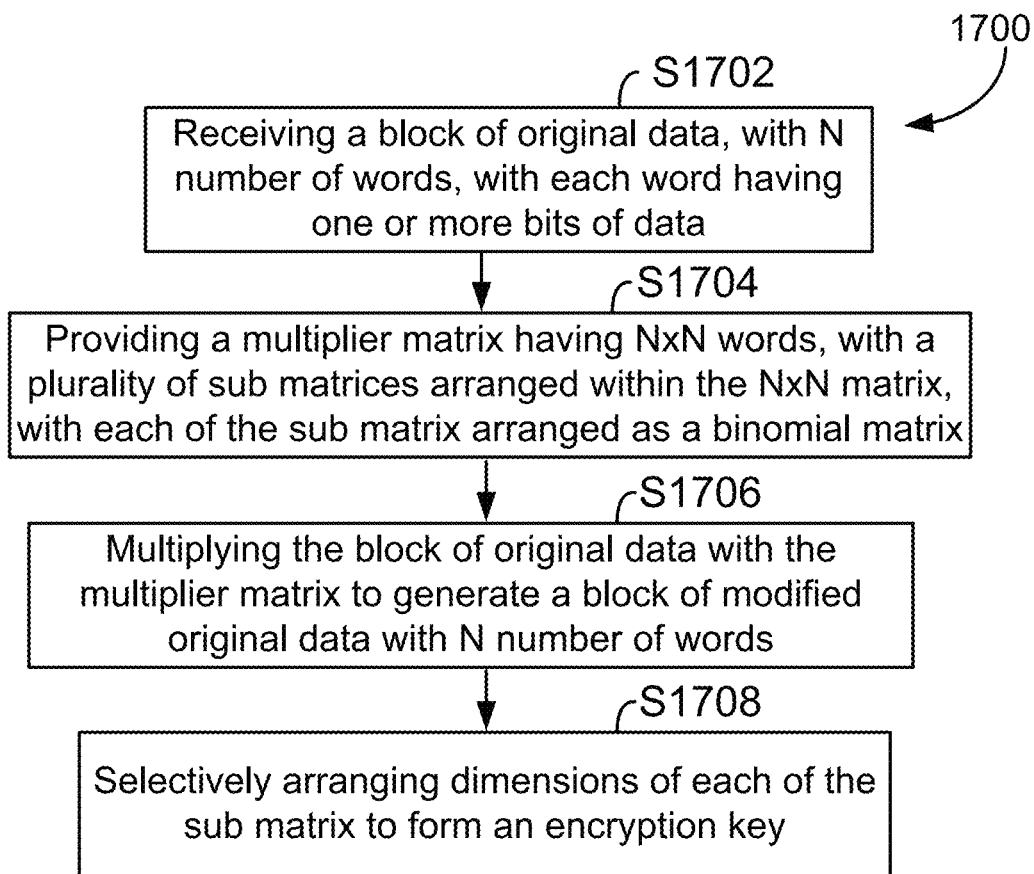 1700
S1702
Receiving a block of original data, with N
number of words, with each word having
one or more bits of data
S1704
Providing a multiplier matrix having NxN words, with a
plurality of sub matrices arranged within the NxN matrix,
with each of the sub matrix arranged as a binomial matrix
S1706
Multiplying the block of original data with the
multiplier matrix to generate a block of modified
original data with N number of words
S1708
Selectively arranging dimensions of each of the
sub matrix to form an encryption key